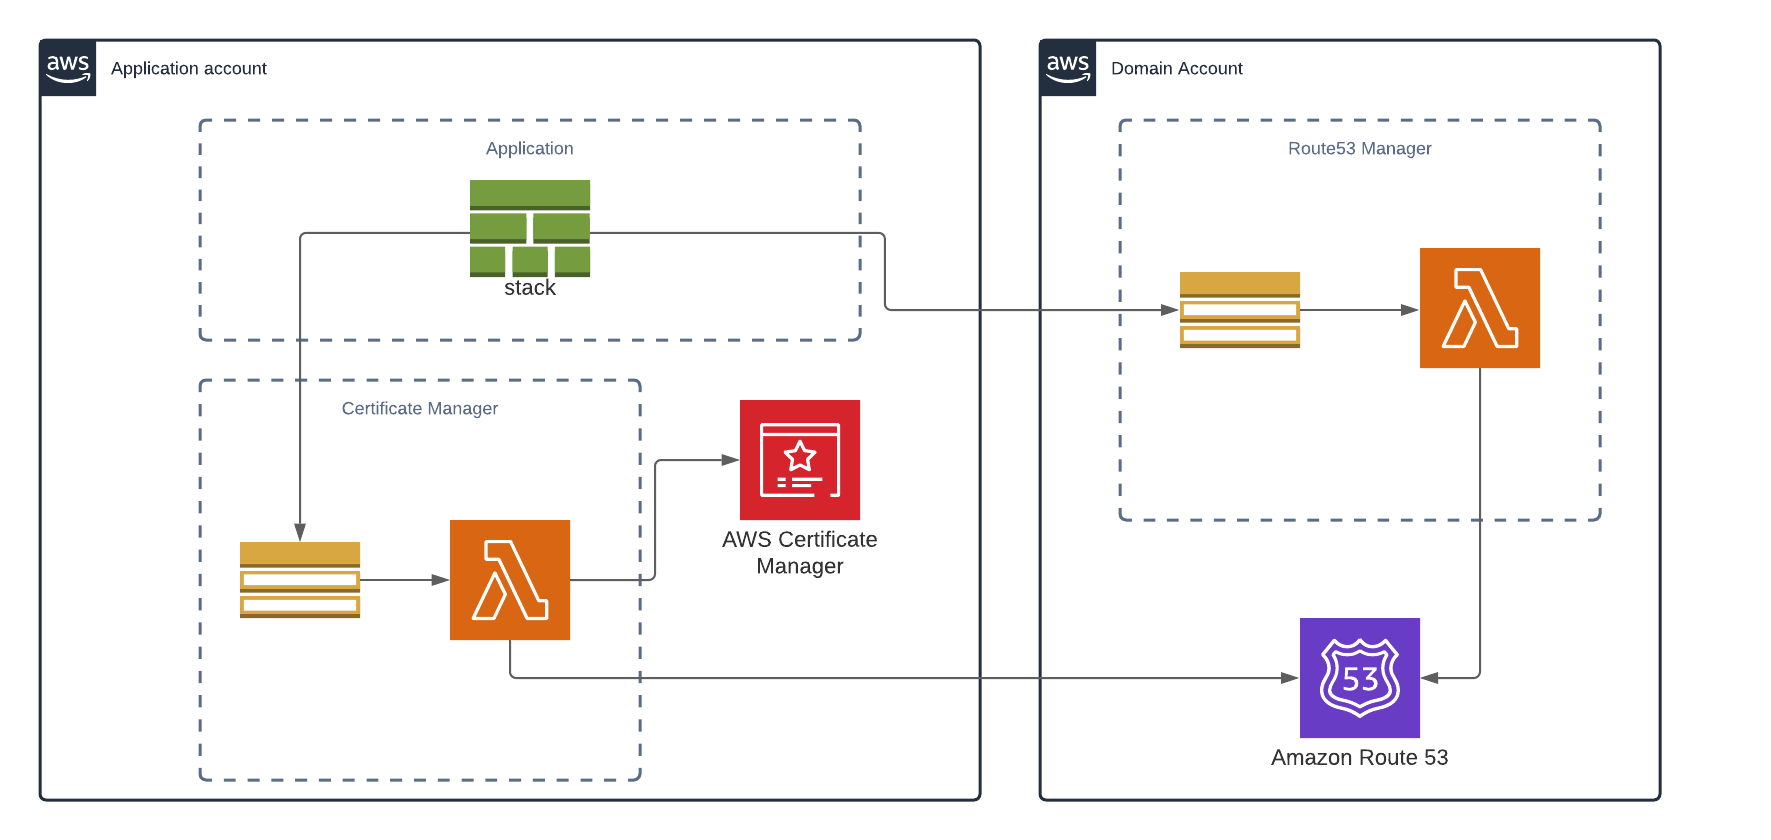 aws
Application account
Application
stack
Certificate Manager
AWS Certificate
Manager
aws
Domain Account
Route53 Manager
53
Amazon Route 53